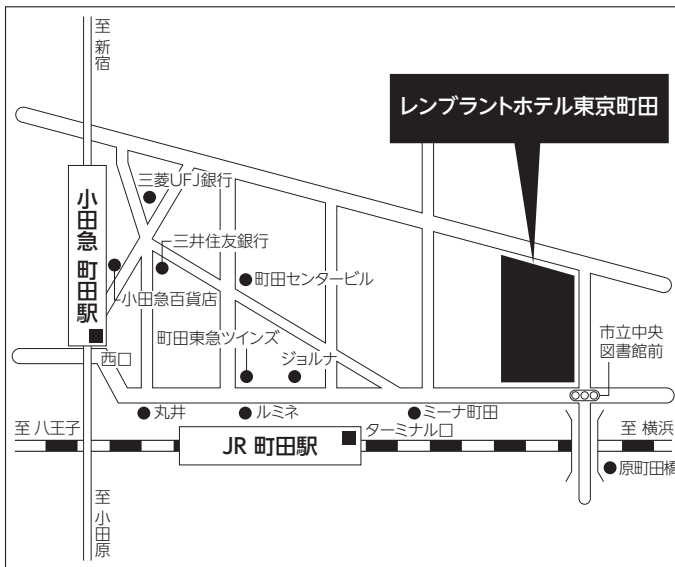 至 新宿
レンブラントホテル東京町田
三菱UFJ銀行
小田急 町田駅
三井住友銀行
町田センタービル
小田急百貨店
町田東急ツインズ
ジョルナ
市立中央
図書館前
西口
丸井
ルミネ
ミーナ町田
至 八王子
ターミナル口
至 横浜
JR 町田駅
原町田橋
至 小田原